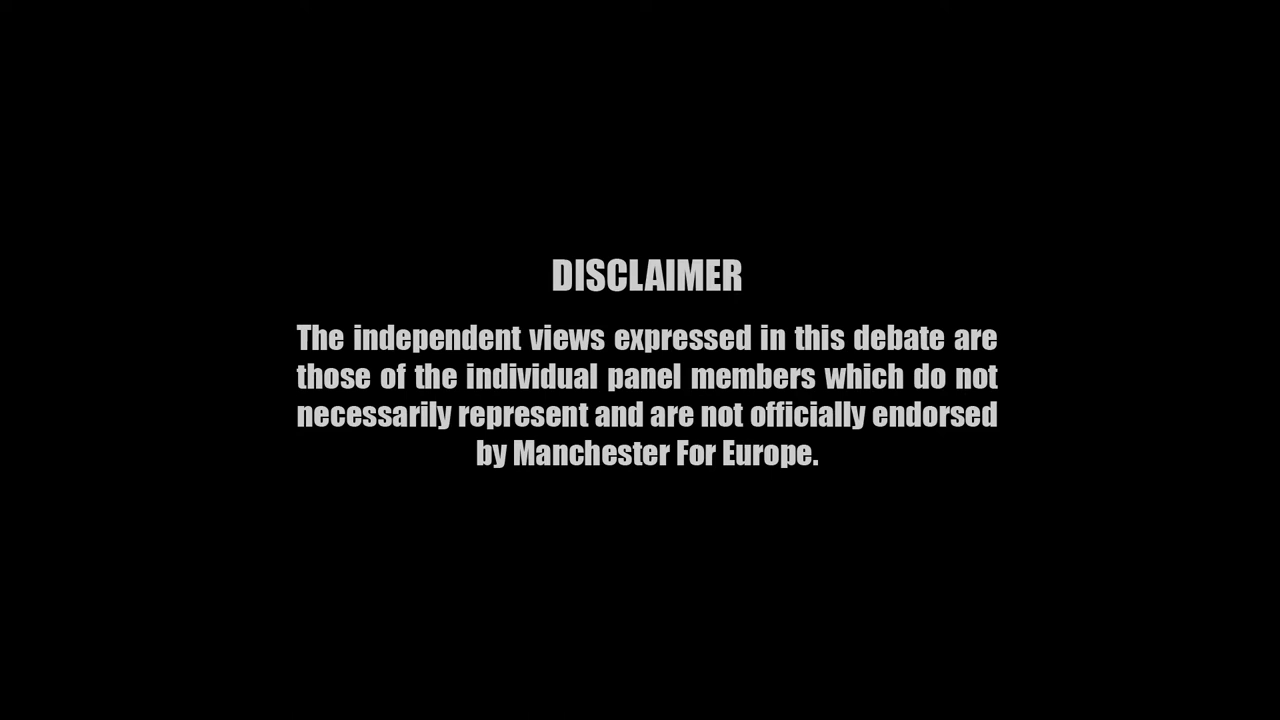 DISCLAIMER
The independent views expressed in this debate are
those of the individual panel members which do not
necessarily represent and are not officially endorsed
by Manchester For Europe.